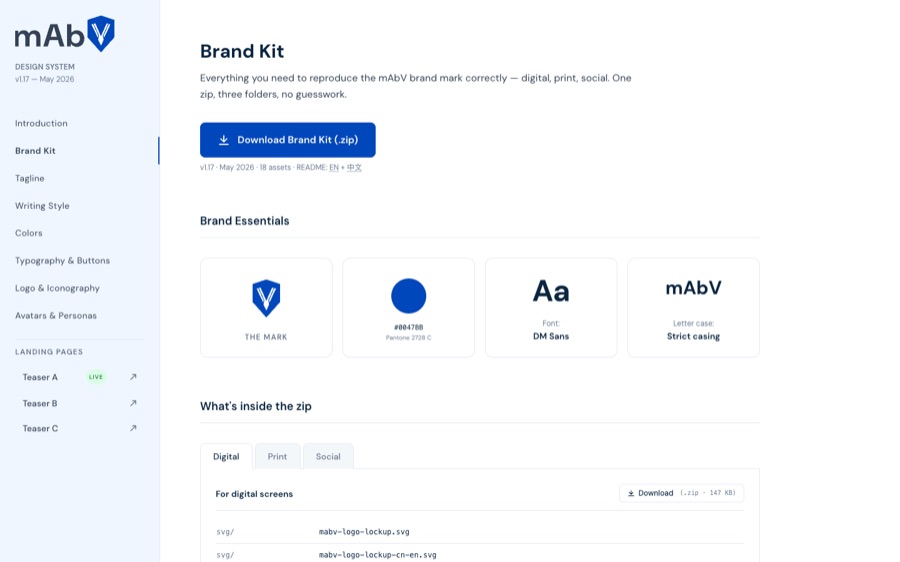 mAbV
DESIGN SYSTEM
v1.17 — May 2026
Introduction
Brand Kit
Tagline
Writing Style
Colors
Typography & Buttons
Logo & Iconography
Avatars & Personas
LANDING PAGES
Teaser A LIVE ↗
Teaser B ↗
Teaser C ↗
Brand Kit
Everything you need to reproduce the mAbV brand mark correctly — digital, print, social. One
zip, three folders, no guesswork.
Download Brand Kit (.zip)
v1.17 · May 2026 · 18 assets · README: EN + 中文
Brand Essentials
THE MARK
#0047BB
Pantone 2728 C
Aa
Font:
DM Sans
mAbV
Letter case:
Strict casing
What's inside the zip
Digital
Print
Social
For digital screens
Download (.zip · 147 KB)
svg/ mabv-logo-lockup.svg
svg/ mabv-logo-lockup-cn-en.svg